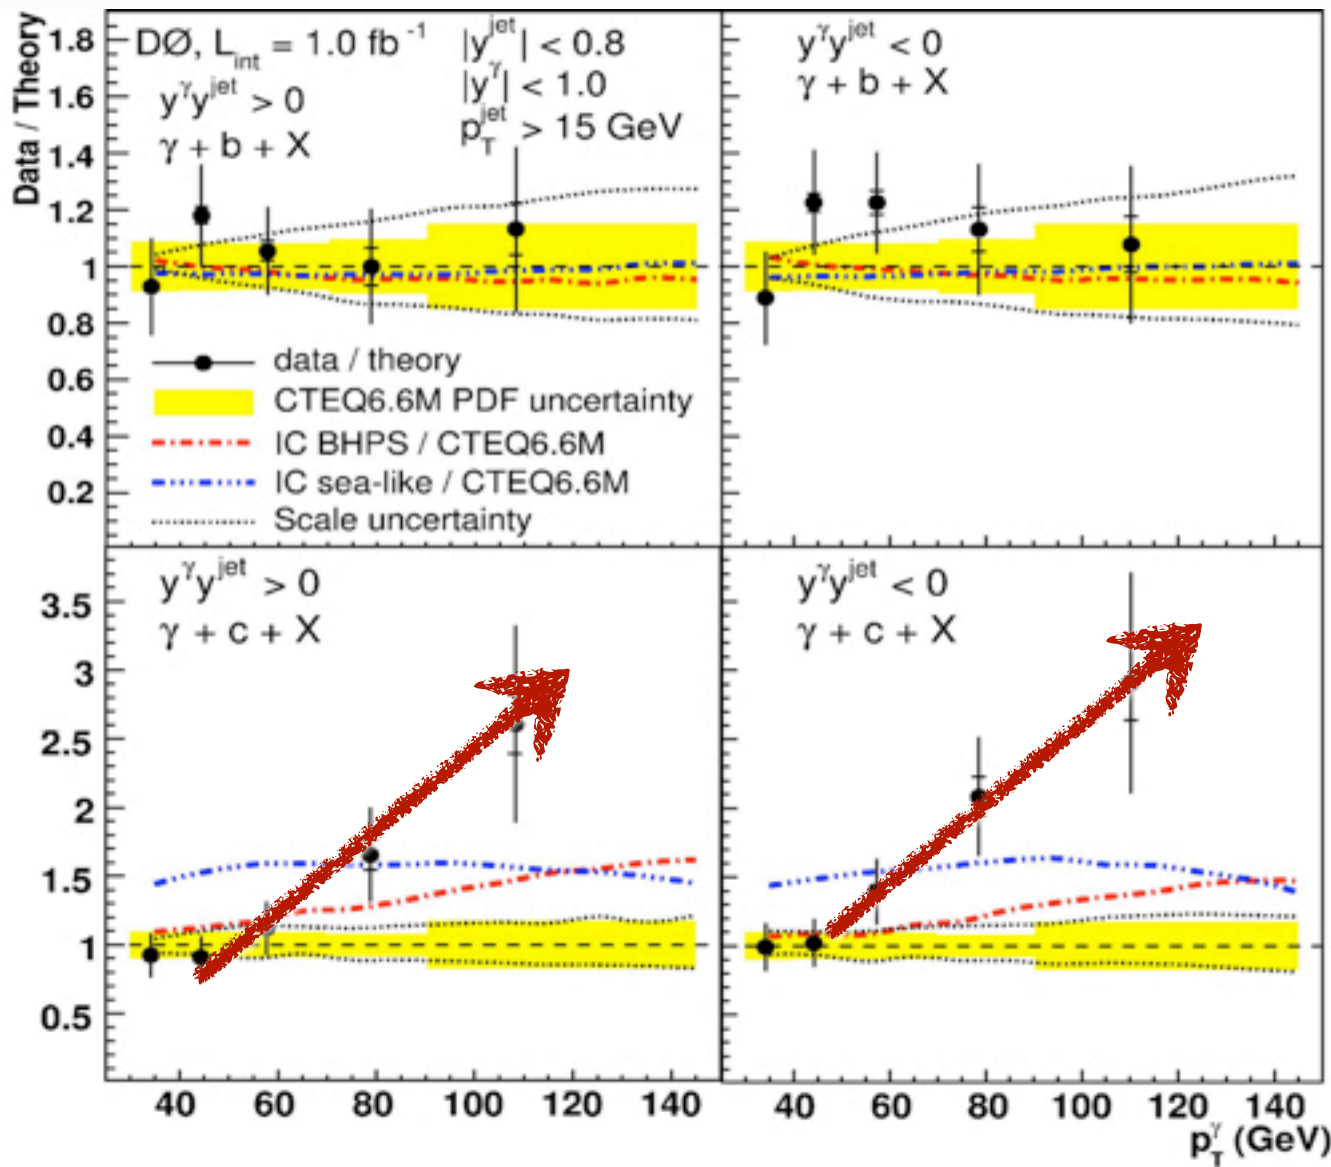 Data / Theory
1.8
1.6
1.4
1.2
1
0.8
0.6
0.4
0.2
DØ, L_int = 1.0 fb⁻¹
y^γ y^jet > 0
γ + b + X
|y^jet| < 0.8
|y^γ| < 1.0
p_T^jet > 15 GeV
data / theory
CTEQ6.6M PDF uncertainty
IC BHPS / CTEQ6.6M
IC sea-like / CTEQ6.6M
Scale uncertainty
y^γ y^jet < 0
γ + b + X
3.5
3
2.5
2
1.5
1
0.5
y^γ y^jet > 0
γ + c + X
y^γ y^jet < 0
γ + c + X
40 60 80 100 120 140
40 60 80 100 120 140
p_T^γ (GeV)